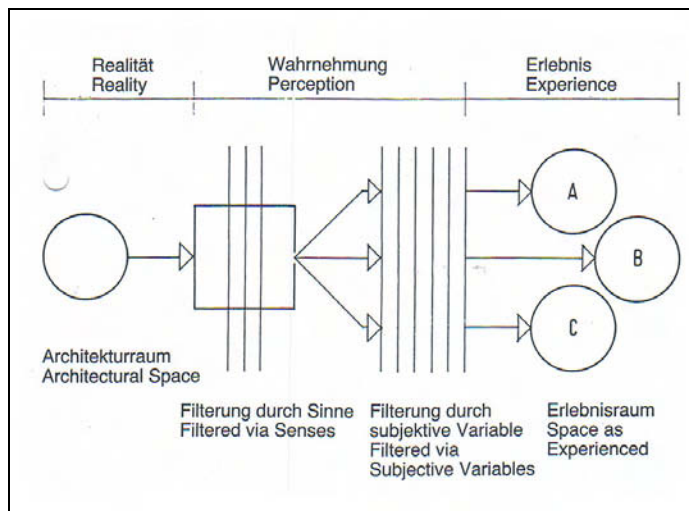 Realität
Reality
Wahrnehmung
Perception
Erlebnis
Experience
A
B
C
Architekturraum
Architectural Space
Filterung durch Sinne
Filtered via Senses
Filterung durch
subjektive Variable
Filtered via
Subjective Variables
Erlebnisraum
Space as
Experienced